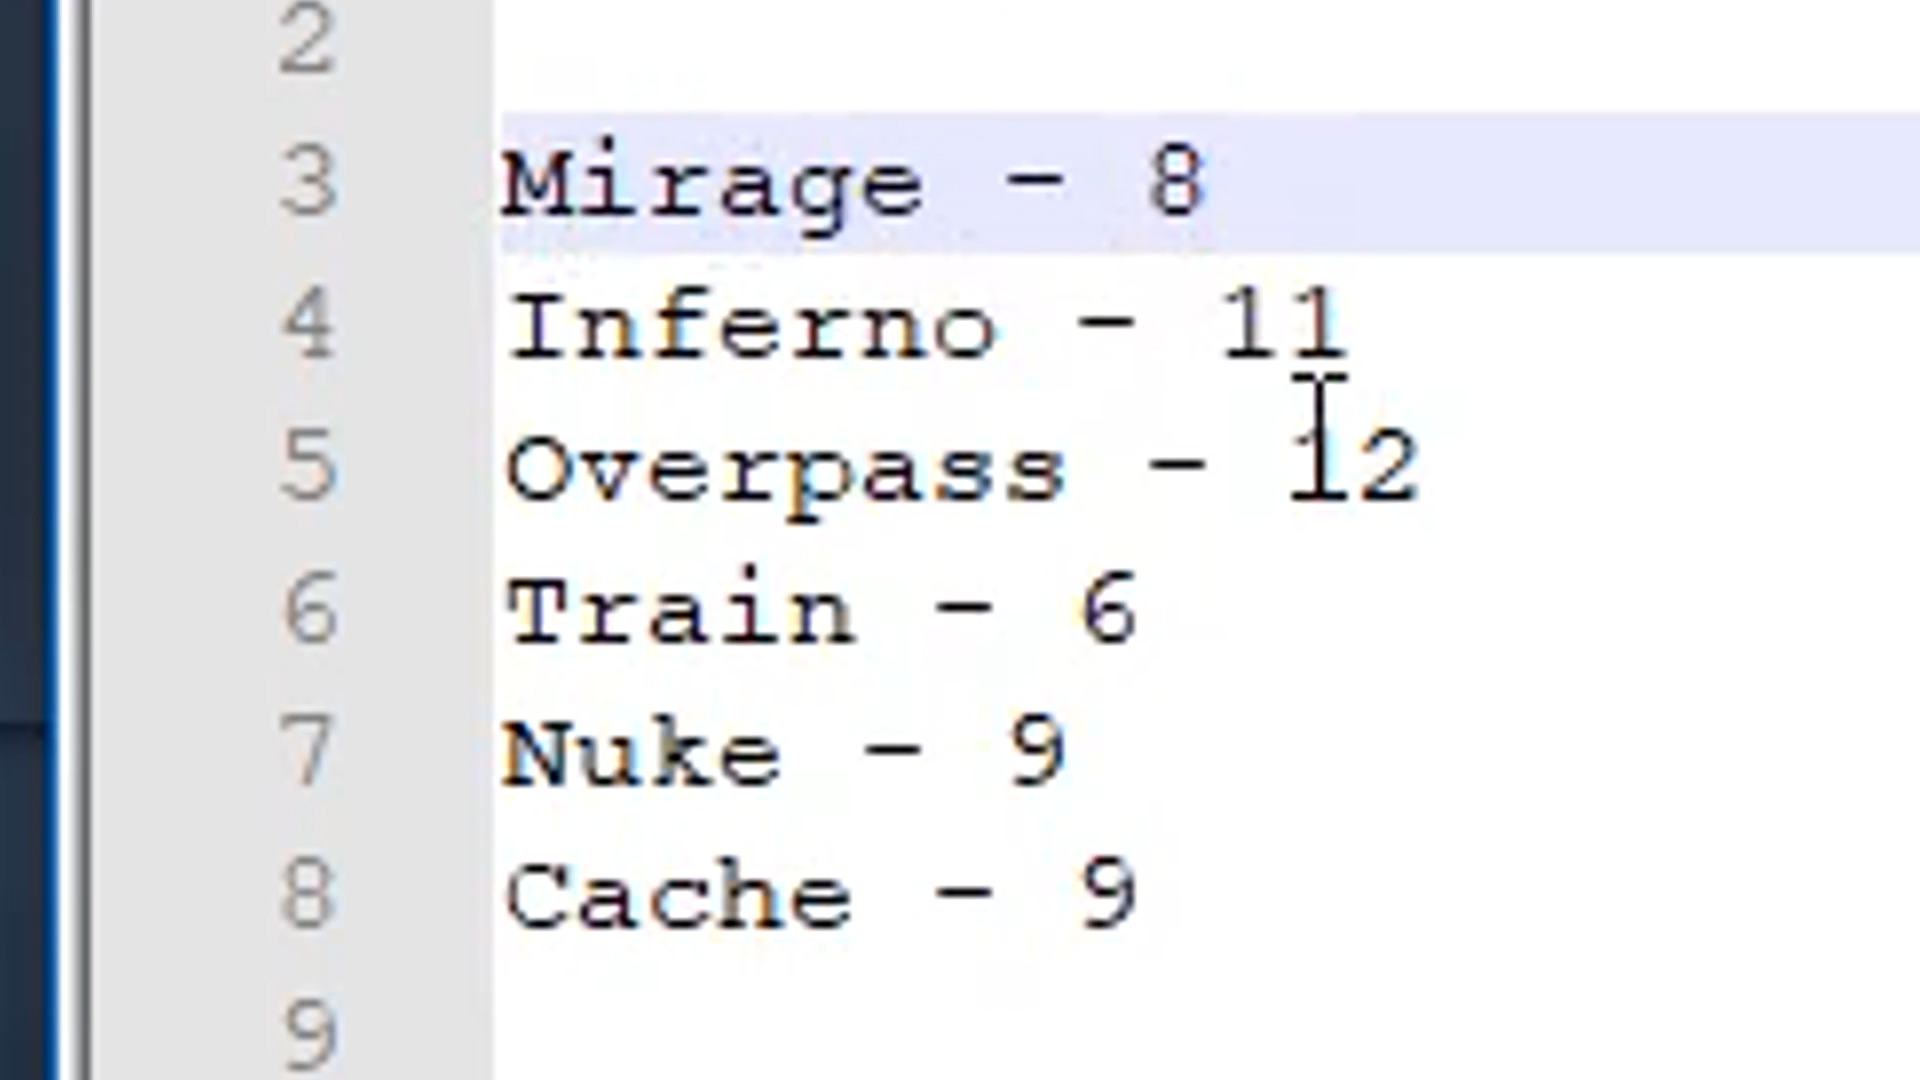 2
3 Mirage - 8
4 Inferno - 11
5 Overpass - 12
6 Train - 6
7 Nuke - 9
8 Cache - 9
9